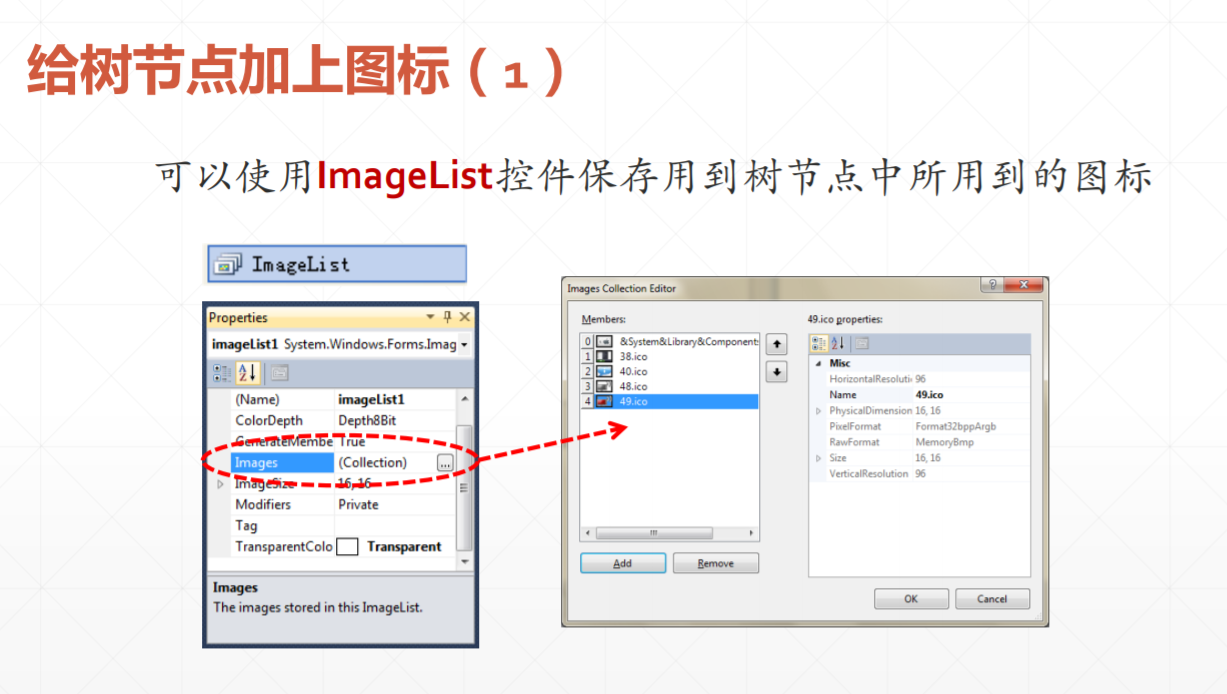 给树节点加上图标（1）
可以使用ImageList控件保存用到树节点中所用到的图标
ImageList
Properties
imageList1 System.Windows.Forms.Imag
(Name) imageList1
ColorDepth Depth8Bit
GenerateMembe True
Images (Collection) ...
ImageSize 16, 16
Modifiers Private
Tag
TransparentColo Transparent
Images
The images stored in this ImageList.
Images Collection Editor
Members:
0 &System&Library&Component:
1 38.ico
2 40.ico
3 48.ico
4 49.ico
Add Remove
49.ico properties:
Misc
HorizontalResoluti 96
Name 49.ico
PhysicalDimension 16, 16
PixelFormat Format32bppArgb
RawFormat MemoryBmp
Size 16, 16
VerticalResolution 96
OK Cancel